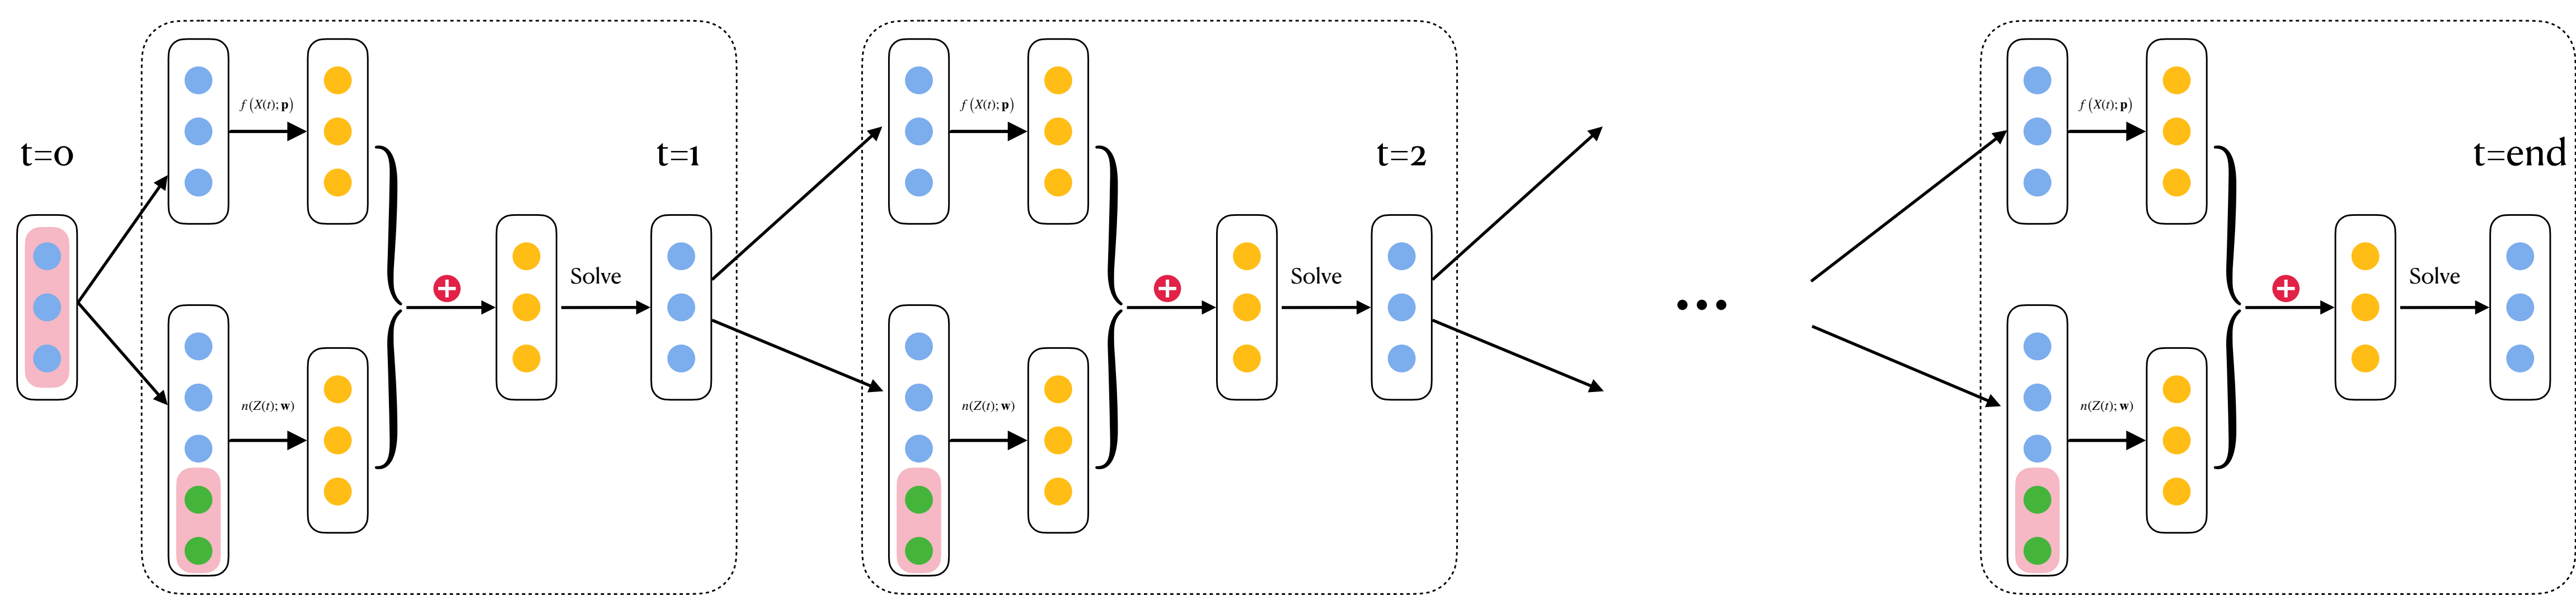 t=0
f (X(t); p)
n(Z(t); w)
+
Solve
t=1
f (X(t); p)
n(Z(t); w)
+
Solve
t=2
•••
f (X(t); p)
n(Z(t); w)
+
Solve
t=end